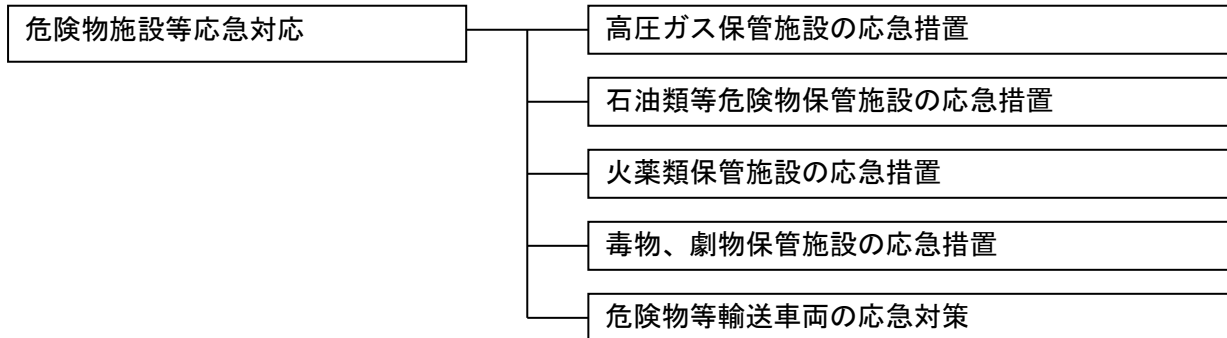 危険物施設等応急対応
高圧ガス保管施設の応急措置
石油類等危険物保管施設の応急措置
火薬類保管施設の応急措置
毒物、劇物保管施設の応急措置
危険物等輸送車両の応急対策